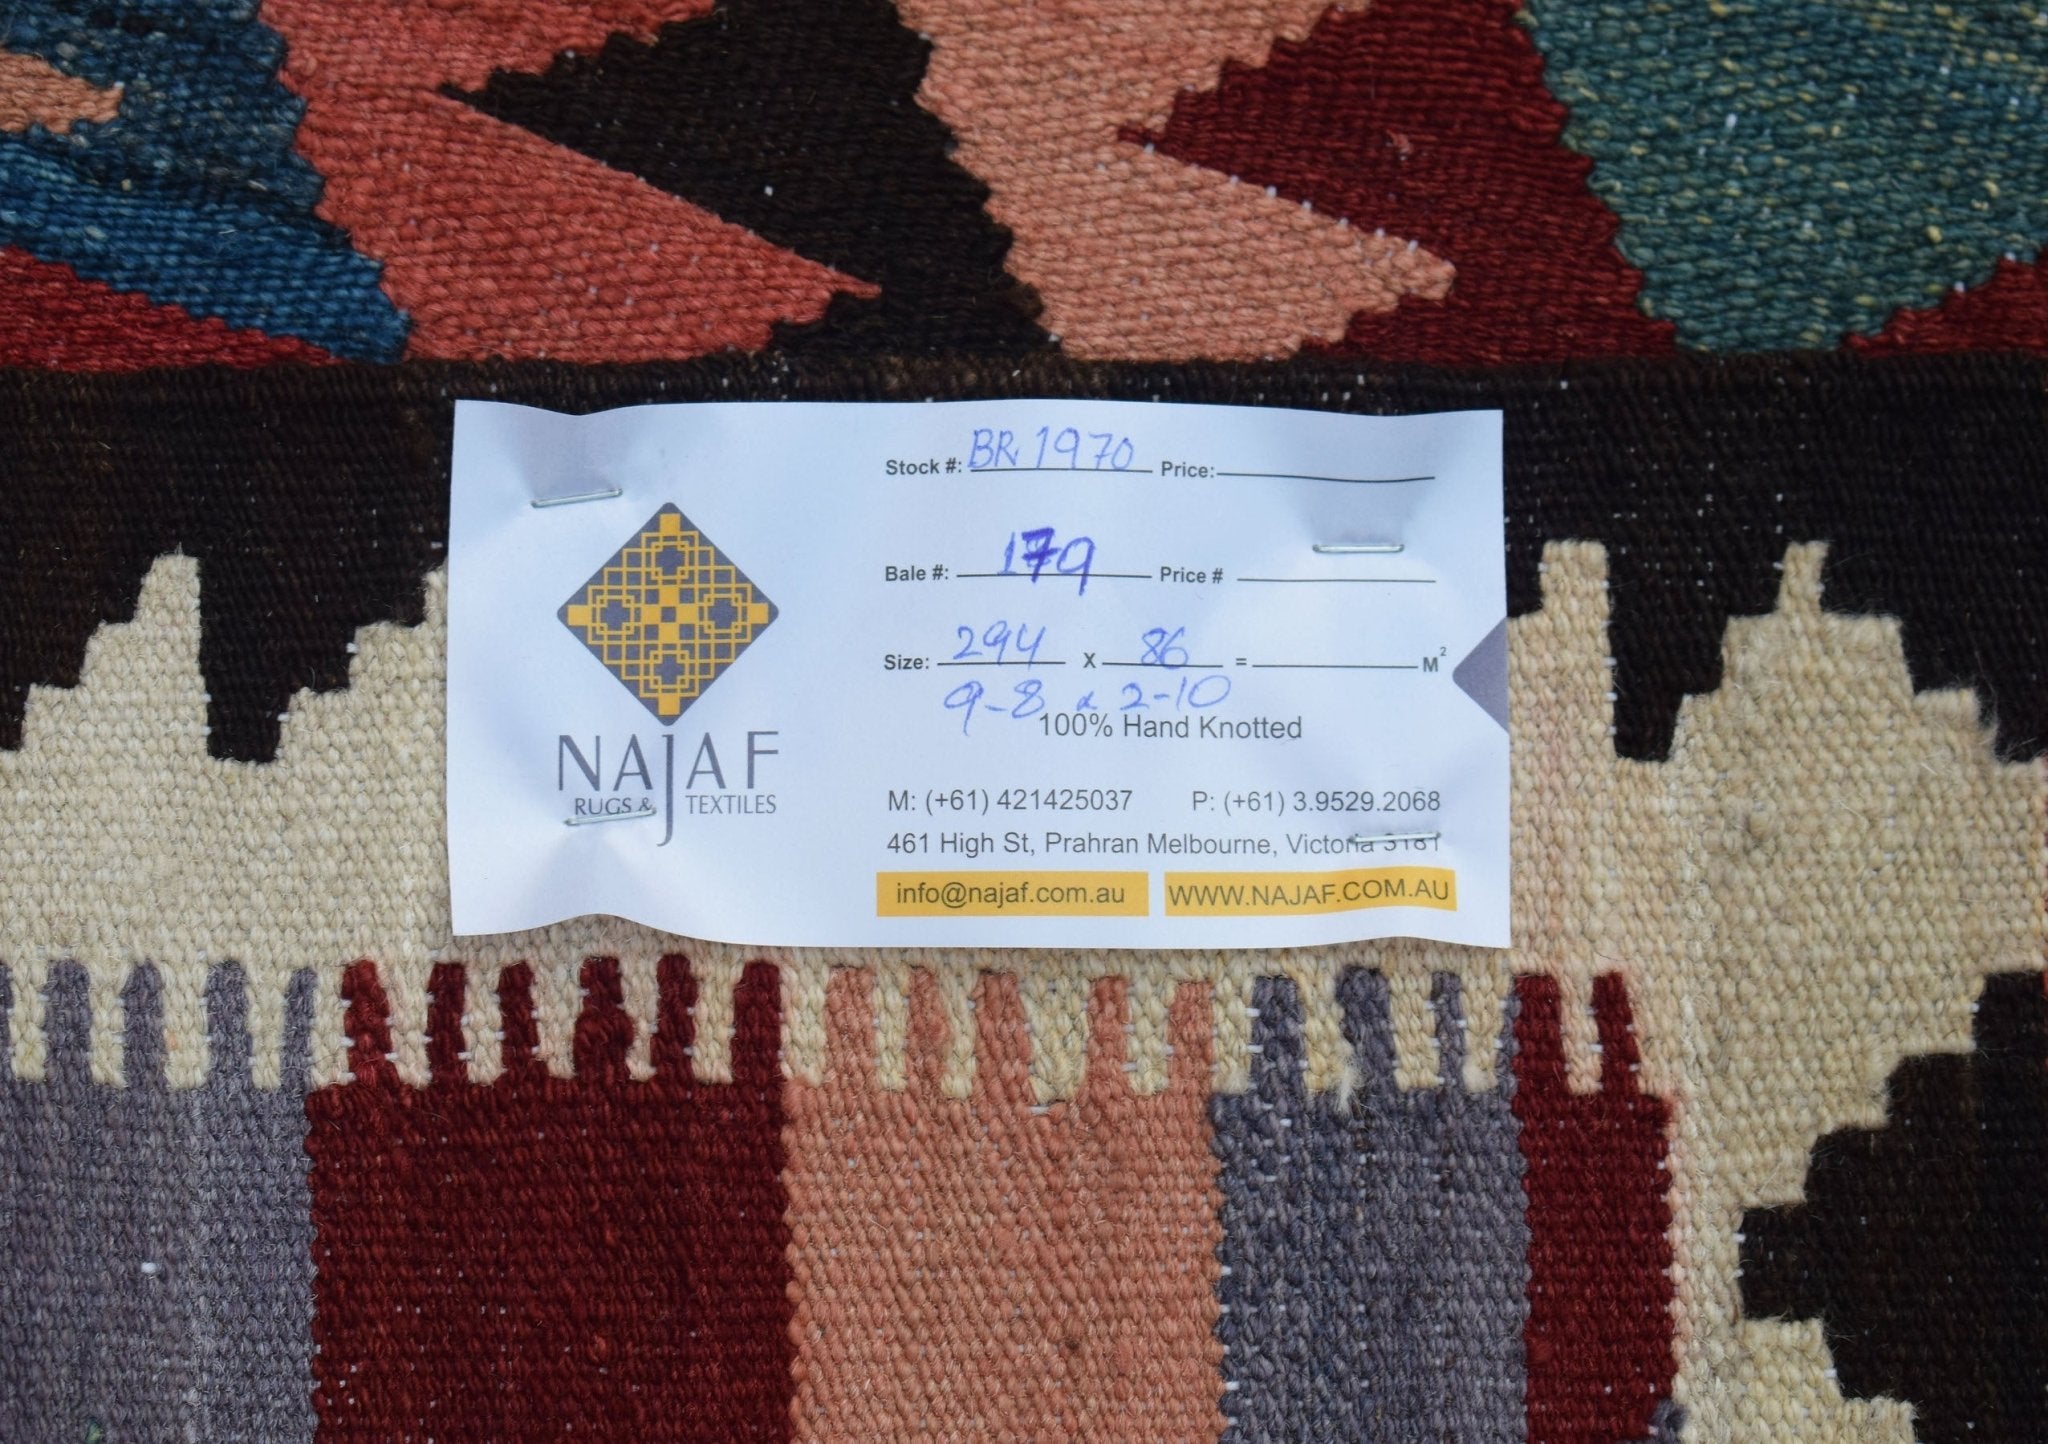 Stock #: BR 1970 Price:
Bale #: 179 Price #
Size: 294 X 86 = M²
9-8 x 2-10
100% Hand Knotted
NAJAF
RUGS & TEXTILES
M: (+61) 421425037 P: (+61) 3.9529.2068
461 High St, Prahran Melbourne, Victoria 3181
info@najaf.com.au WWW.NAJAF.COM.AU